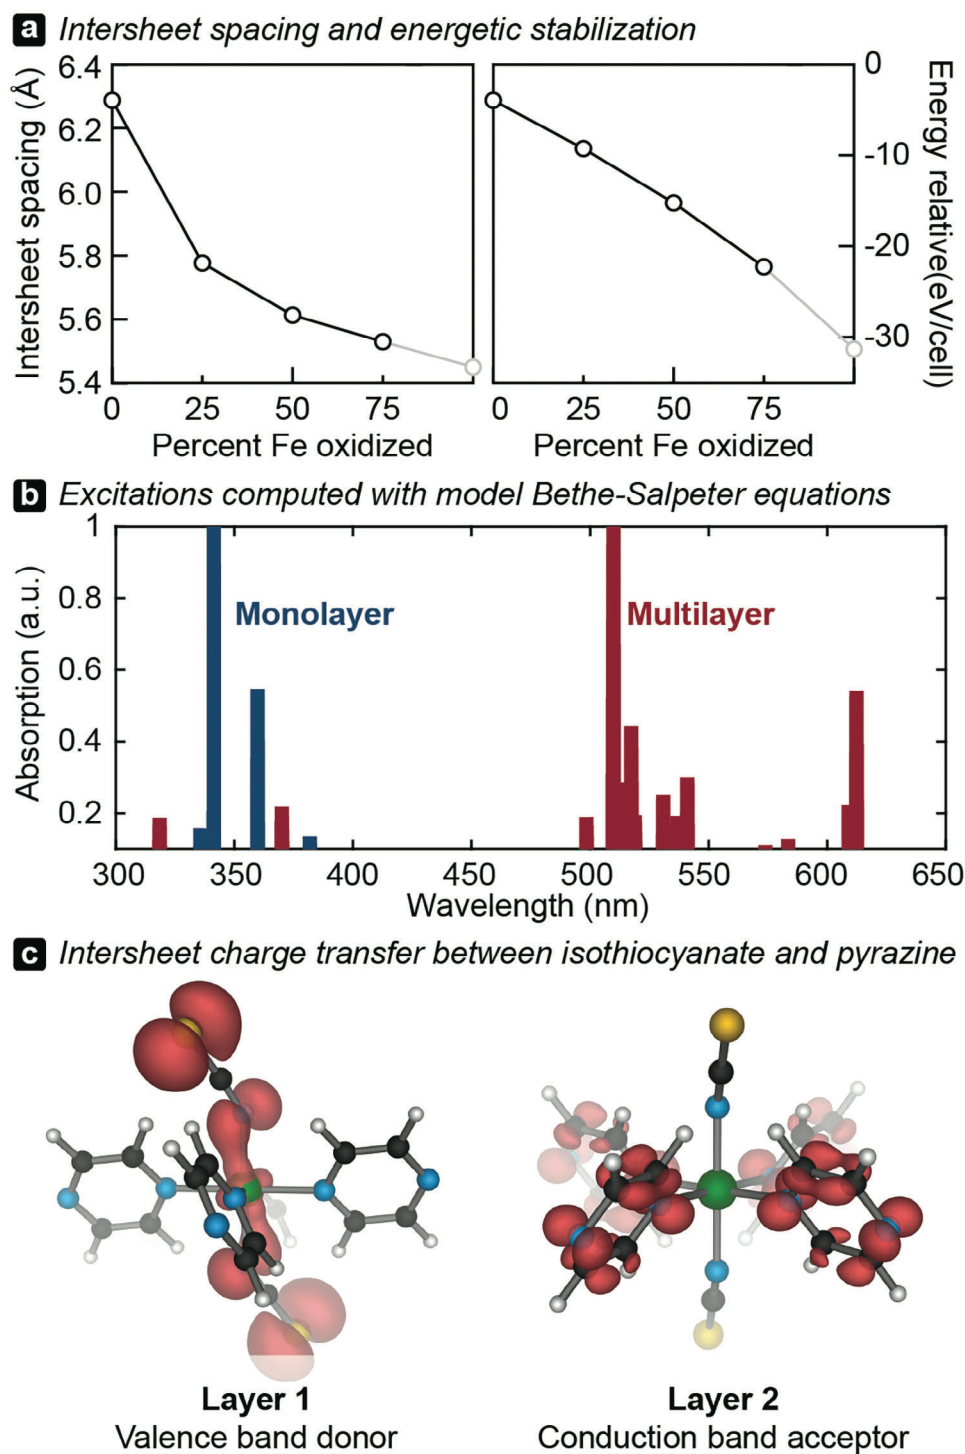 a Intersheet spacing and energetic stabilization
Intersheet spacing (Å)
6.4
6.2
6.0
5.8
5.6
5.4
0 25 50 75
Percent Fe oxidized
0
-10
-20
-30
Energy relative(eV/cell)
0 25 50 75
Percent Fe oxidized
b Excitations computed with model Bethe-Salpeter equations
Absorption (a.u.)
1
0.8
0.6
0.4
0.2
Monolayer
Multilayer
300 350 400 450 500 550 600 650
Wavelength (nm)
c Intersheet charge transfer between isothiocyanate and pyrazine
Layer 1
Valence band donor
Layer 2
Conduction band acceptor